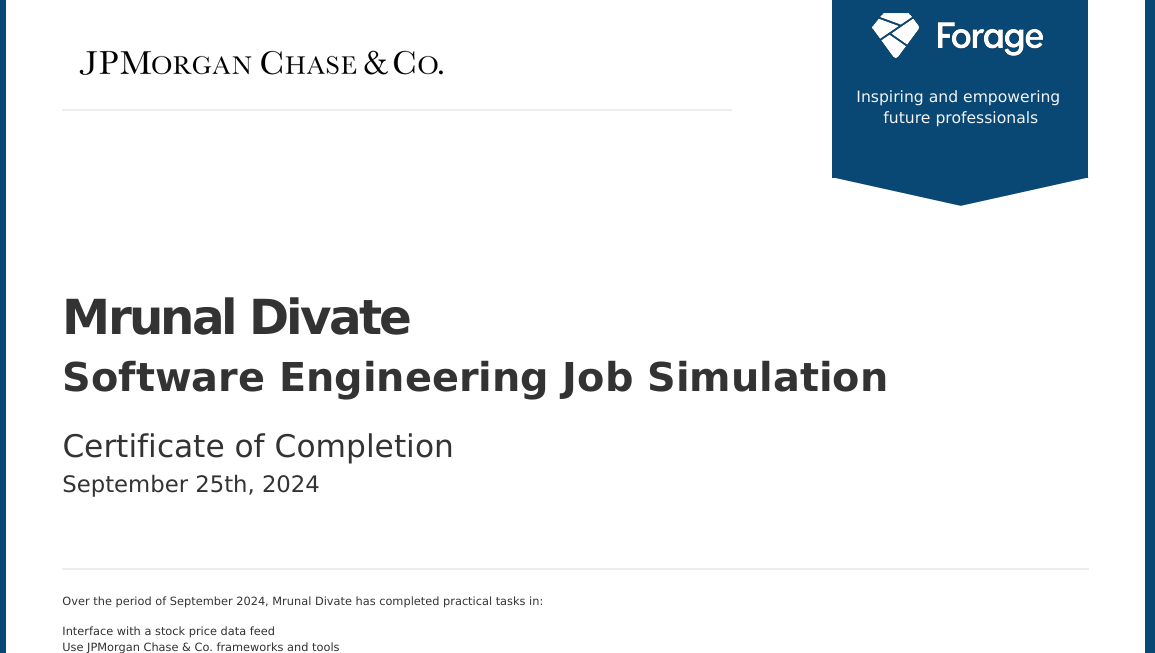 JPMORGAN CHASE & CO.
Forage
Inspiring and empowering
future professionals
Mrunal Divate
Software Engineering Job Simulation
Certificate of Completion
September 25th, 2024
Over the period of September 2024, Mrunal Divate has completed practical tasks in:
Interface with a stock price data feed
Use JPMorgan Chase & Co. frameworks and tools